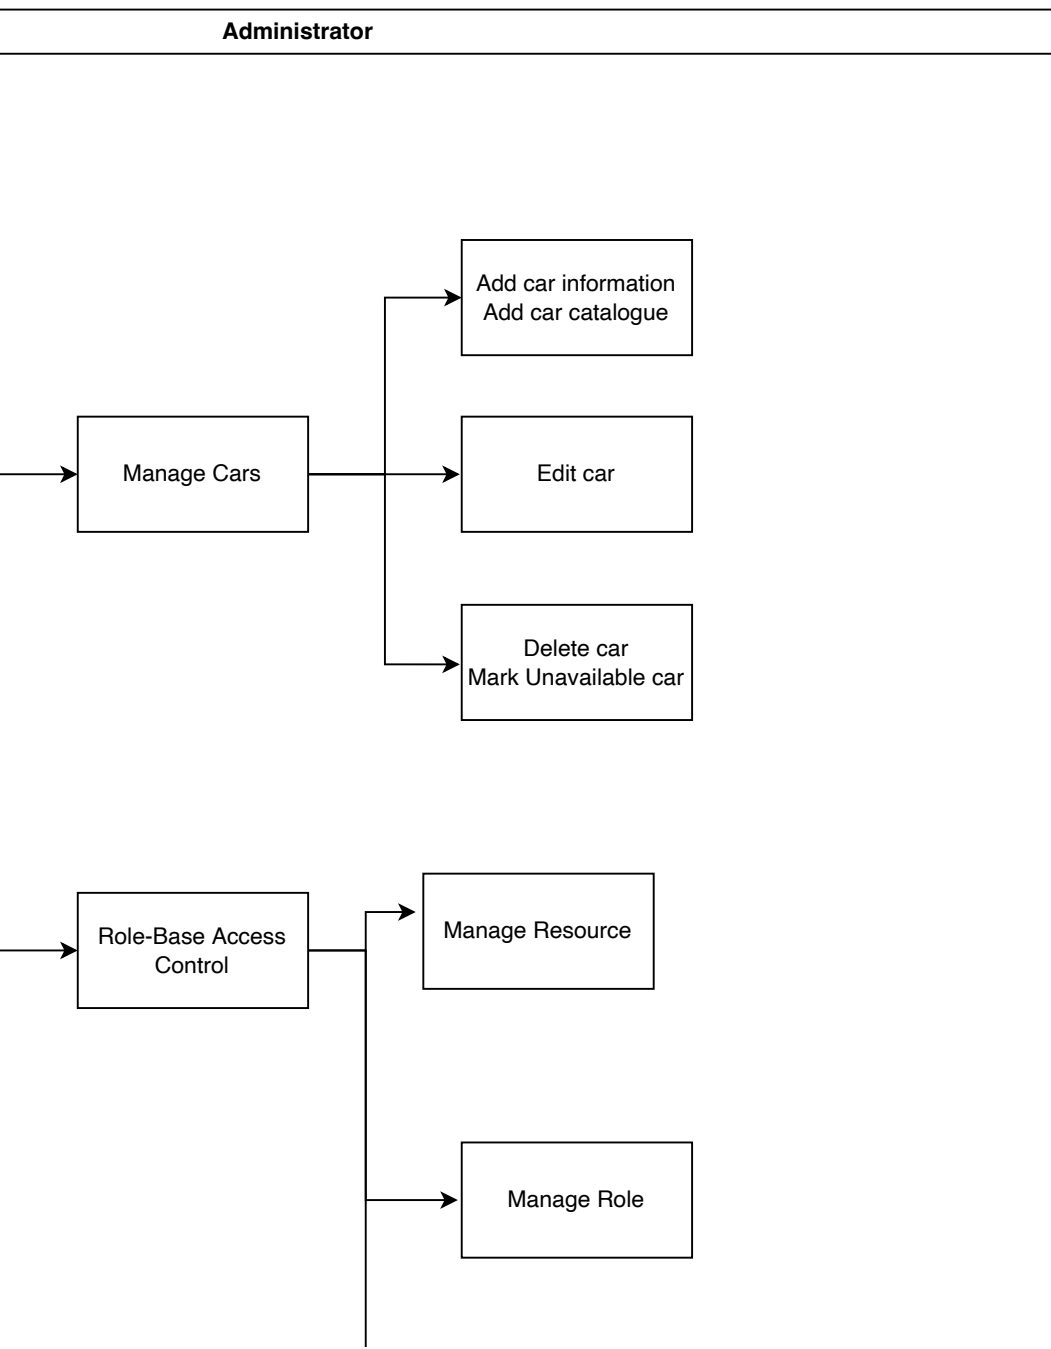 Administrator
Add car information
Add car catalogue
Manage Cars
Edit car
Delete car
Mark Unavailable car
Role-Base Access
Control
Manage Resource
Manage Role